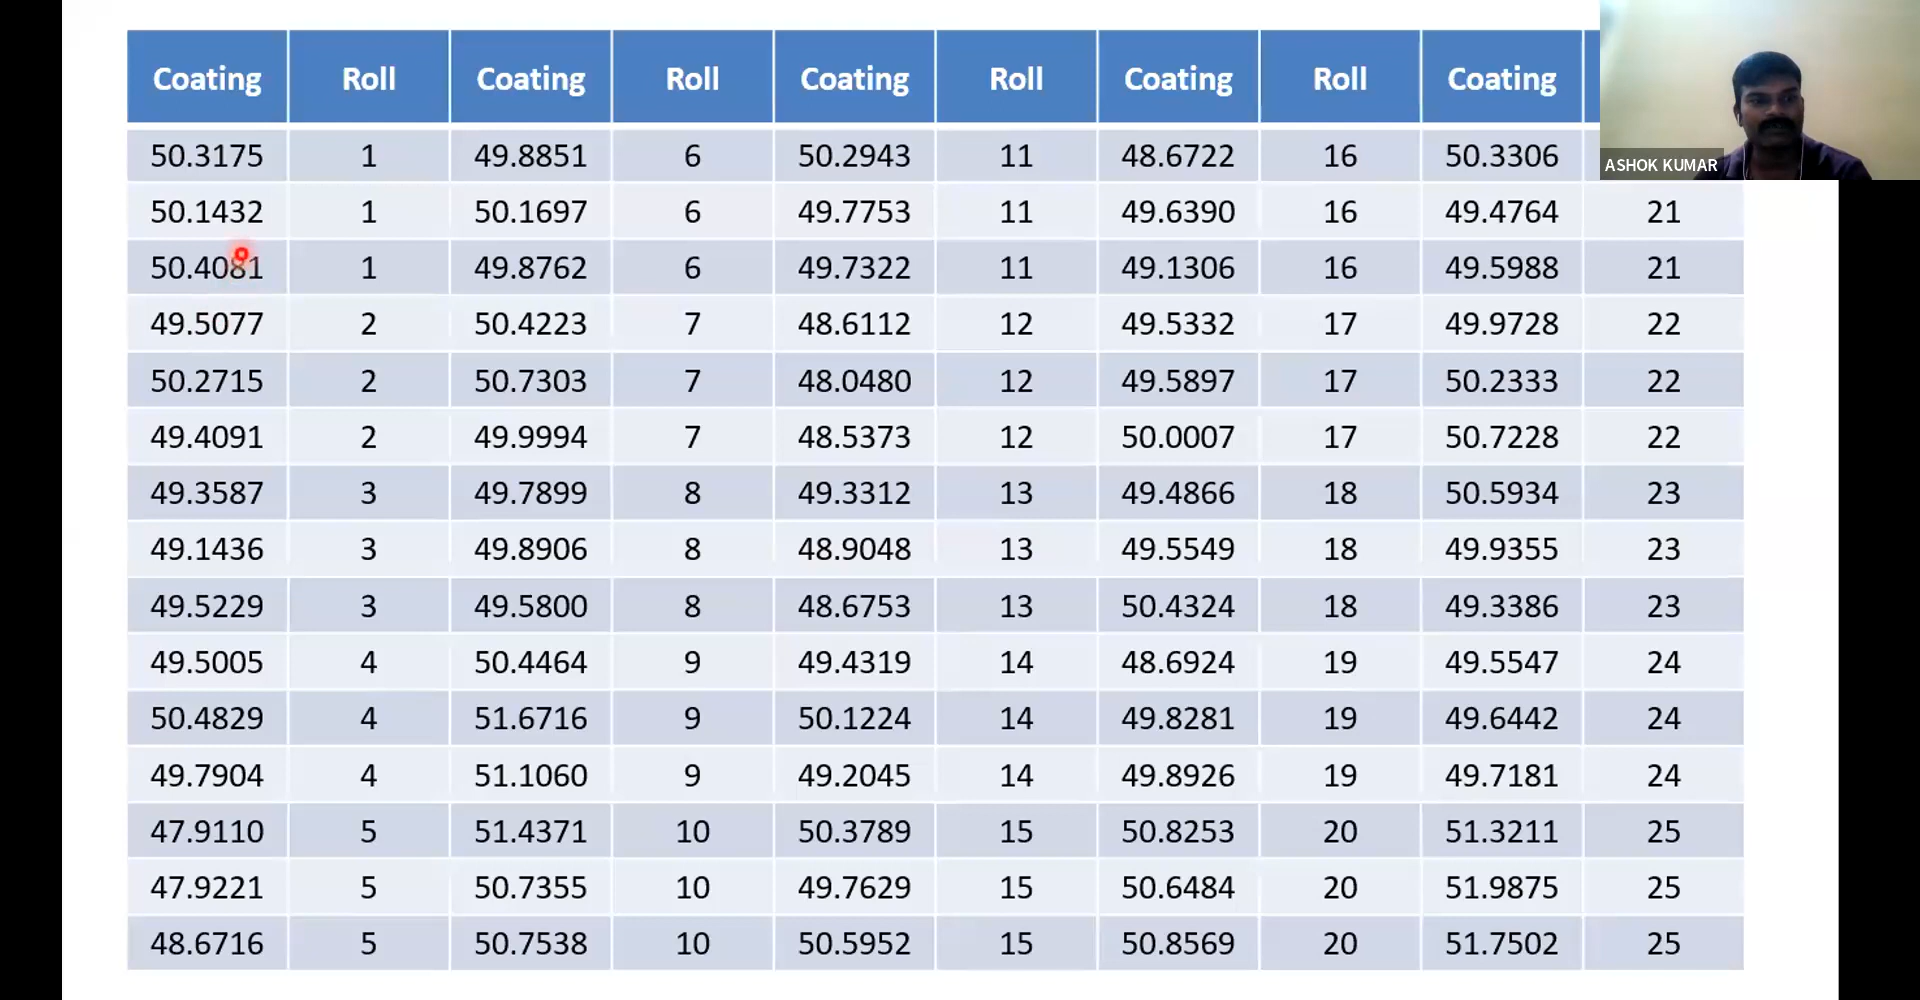 Coating Roll Coating Roll Coating Roll Coating Roll Coating
50.3175 1 49.8851 6 50.2943 11 48.6722 16 50.3306
ASHOK KUMAR
50.1432 1 50.1697 6 49.7753 11 49.6390 16 49.4764 21
50.4081 1 49.8762 6 49.7322 11 49.1306 16 49.5988 21
49.5077 2 50.4223 7 48.6112 12 49.5332 17 49.9728 22
50.2715 2 50.7303 7 48.0480 12 49.5897 17 50.2333 22
49.4091 2 49.9994 7 48.5373 12 50.0007 17 50.7228 22
49.3587 3 49.7899 8 49.3312 13 49.4866 18 50.5934 23
49.1436 3 49.8906 8 48.9048 13 49.5549 18 49.9355 23
49.5229 3 49.5800 8 48.6753 13 50.4324 18 49.3386 23
49.5005 4 50.4464 9 49.4319 14 48.6924 19 49.5547 24
50.4829 4 51.6716 9 50.1224 14 49.8281 19 49.6442 24
49.7904 4 51.1060 9 49.2045 14 49.8926 19 49.7181 24
47.9110 5 51.4371 10 50.3789 15 50.8253 20 51.3211 25
47.9221 5 50.7355 10 49.7629 15 50.6484 20 51.9875 25
48.6716 5 50.7538 10 50.5952 15 50.8569 20 51.7502 25